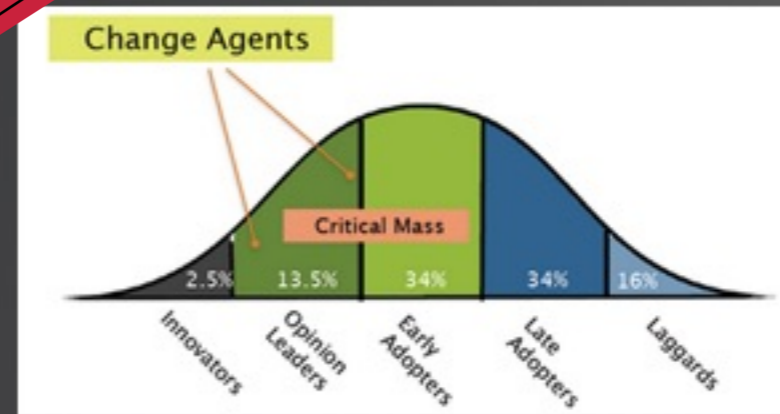 Change Agents
Critical Mass
2.5%
13.5%
34%
34%
16%
Innovators
Opinion
Leaders
Early
Adopters
Late
Adopters
Laggards